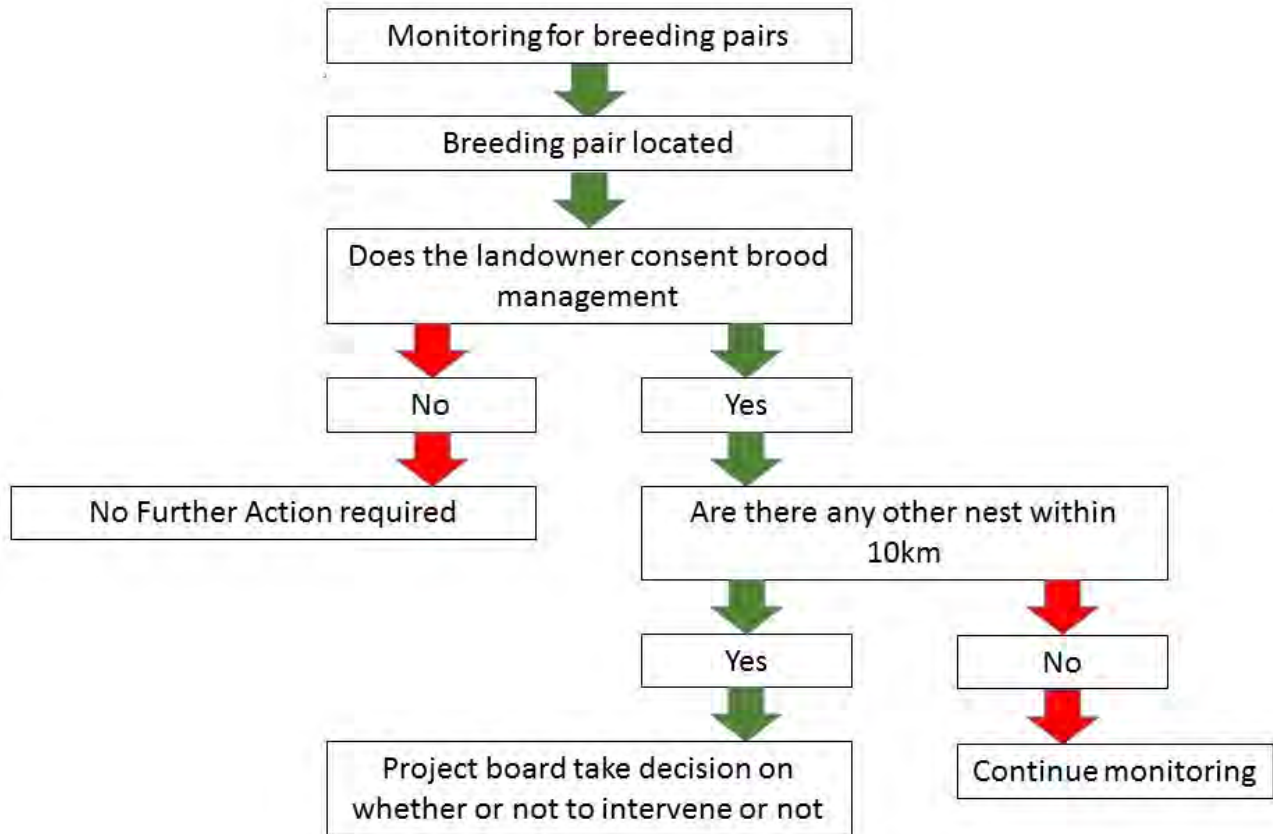 Monitoring for breeding pairs
Breeding pair located
Does the landowner consent brood
management
No
Yes
No Further Action required
Are there any other nest within
10km
Yes
No
Project board take decision on
whether or not to intervene or not
Continue monitoring